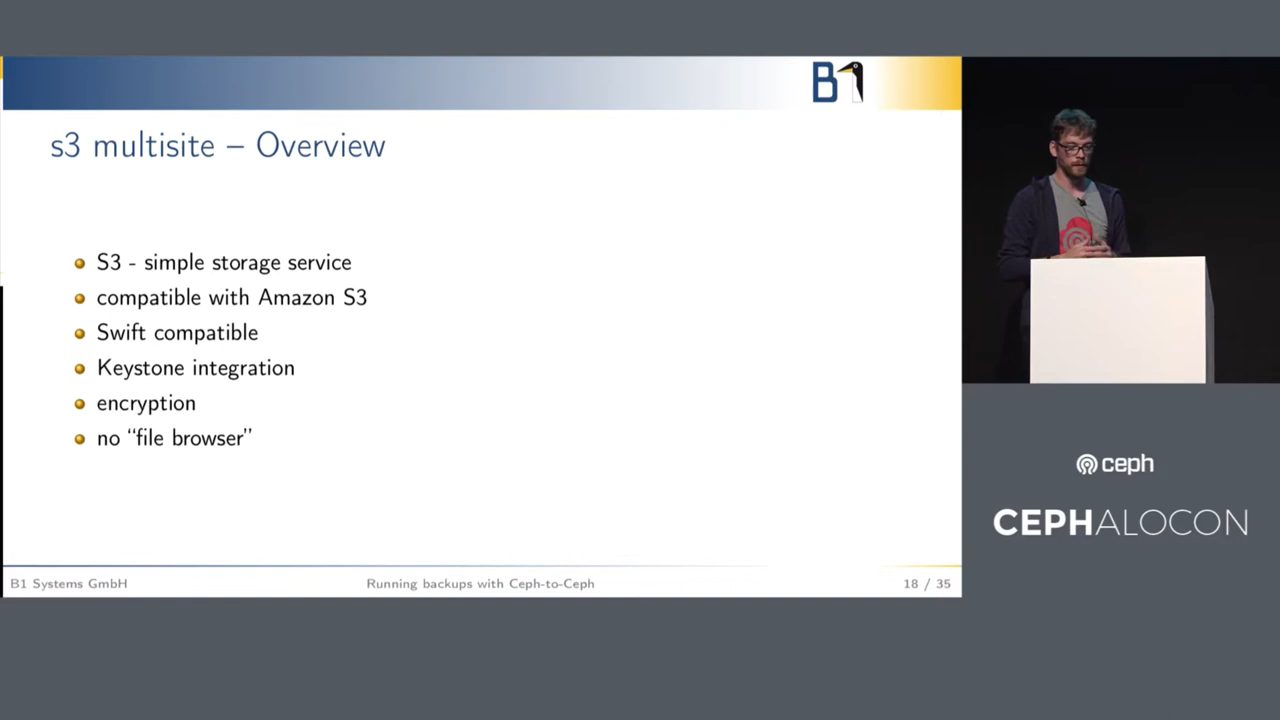 B1
s3 multisite – Overview
S3 - simple storage service
compatible with Amazon S3
Swift compatible
Keystone integration
encryption
no “file browser”
B1 Systems GmbH
Running backups with Ceph-to-Ceph
18 / 35
ceph
CEPHALOCON